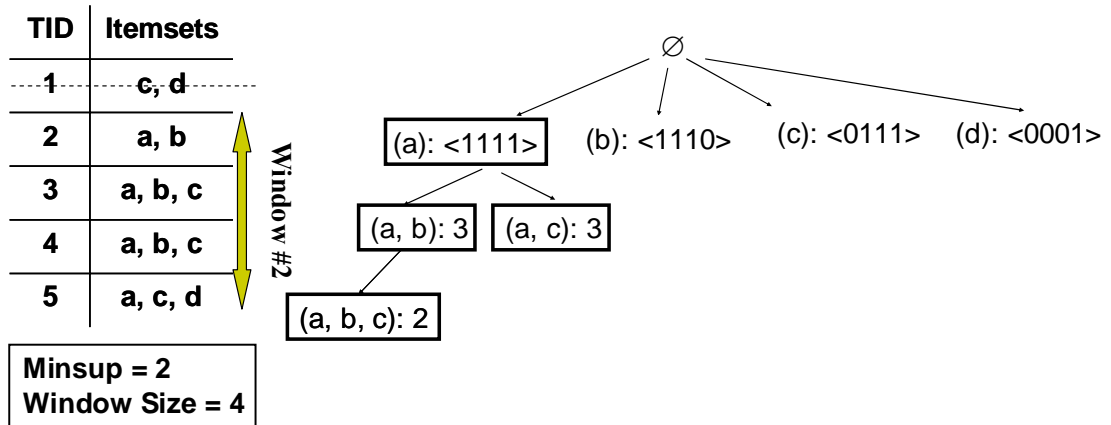 TID Itemsets
1 c, d
2 a, b
3 a, b, c
4 a, b, c
5 a, c, d
Window #2
Minsup = 2
Window Size = 4
∅
(a): <1111> (b): <1110> (c): <0111> (d): <0001>
(a, b): 3 (a, c): 3
(a, b, c): 2